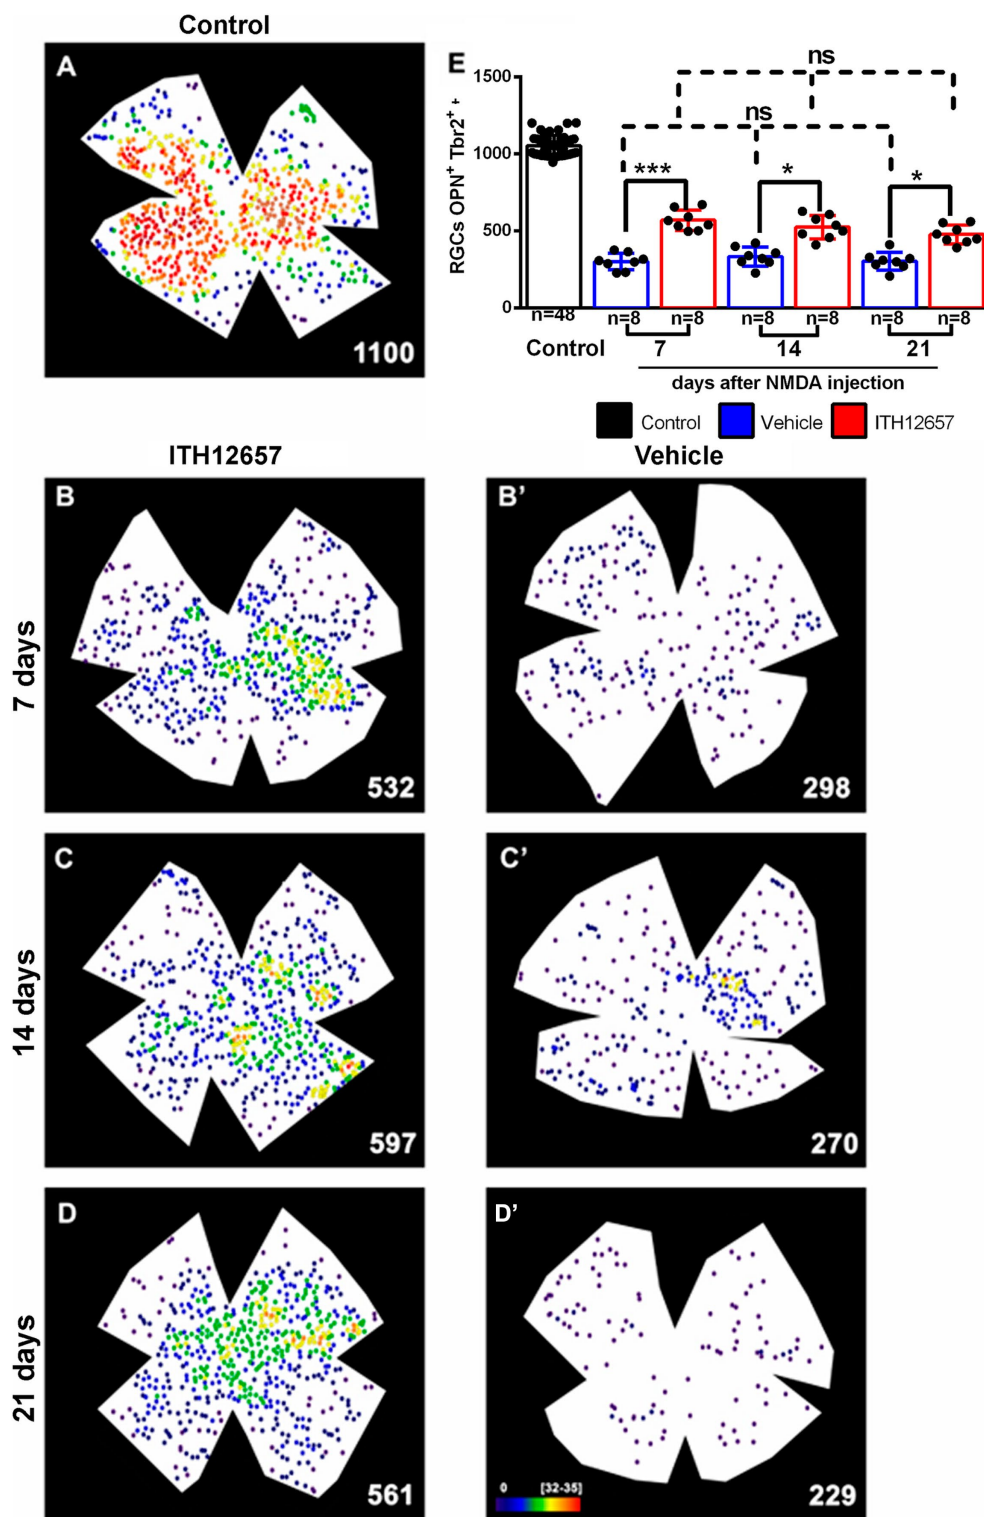 Control
A
1100
E
ns
1500
ns
1000
***
*
*
500
0
RGCs OPN+ Tbr2+ +
n=48
n=8
n=8
n=8
n=8
n=8
n=8
Control
7
14
21
days after NMDA injection
Control
Vehicle
ITH12657
ITH12657
Vehicle
7 days
B
532
B'
298
14 days
C
597
C'
270
21 days
D
561
D'
0
[32-35]
229